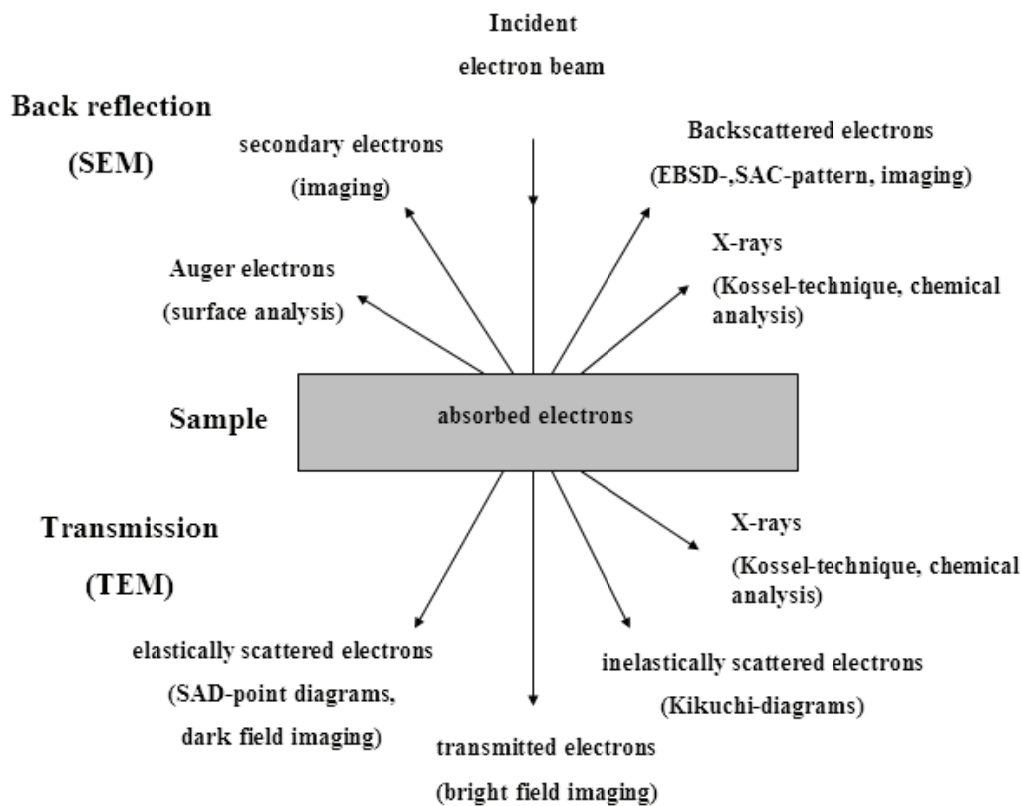 Incident
electron beam
Back reflection
(SEM)
secondary electrons
(imaging)
Backscattered electrons
(EBSD-,SAC-pattern, imaging)
Auger electrons
(surface analysis)
X-rays
(Kossel-technique, chemical
analysis)
Sample
absorbed electrons
Transmission
(TEM)
X-rays
(Kossel-technique, chemical
analysis)
elastically scattered electrons
(SAD-point diagrams,
dark field imaging)
inelastically scattered electrons
(Kikuchi-diagrams)
transmitted electrons
(bright field imaging)